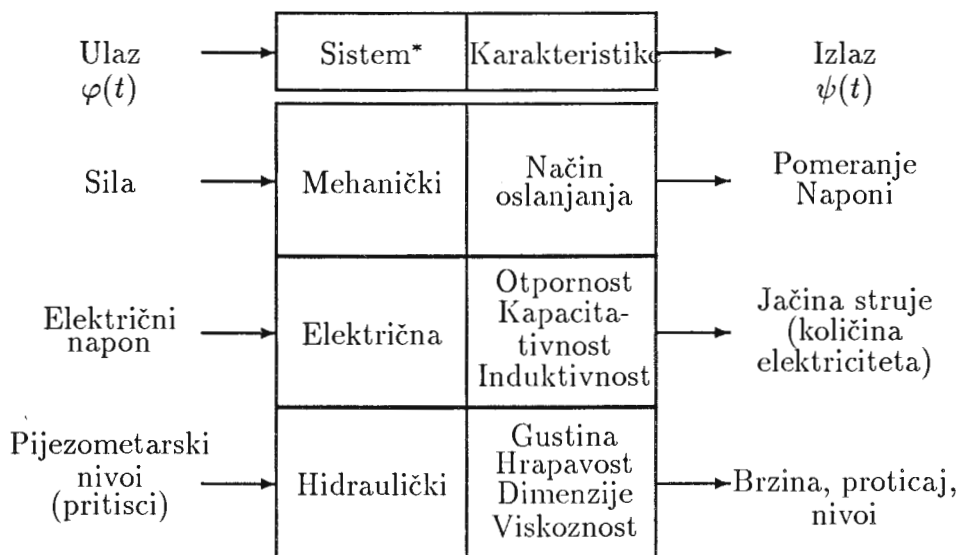 Ulaz
φ(t)
Sistem*
Karakteristike
Izlaz
ψ(t)
Sila
Mehanički
Način
oslanjanja
Pomeranje
Naponi
Električni
napon
Električna
Otpornost
Kapacita-
tivnost
Induktivnost
Jačina struje
(količina
elektriciteta)
Pijezometarski
nivoi
(pritisci)
Hidraulički
Gustina
Hrapavost
Dimenzije
Viskoznost
Brzina, proticaj,
nivoi